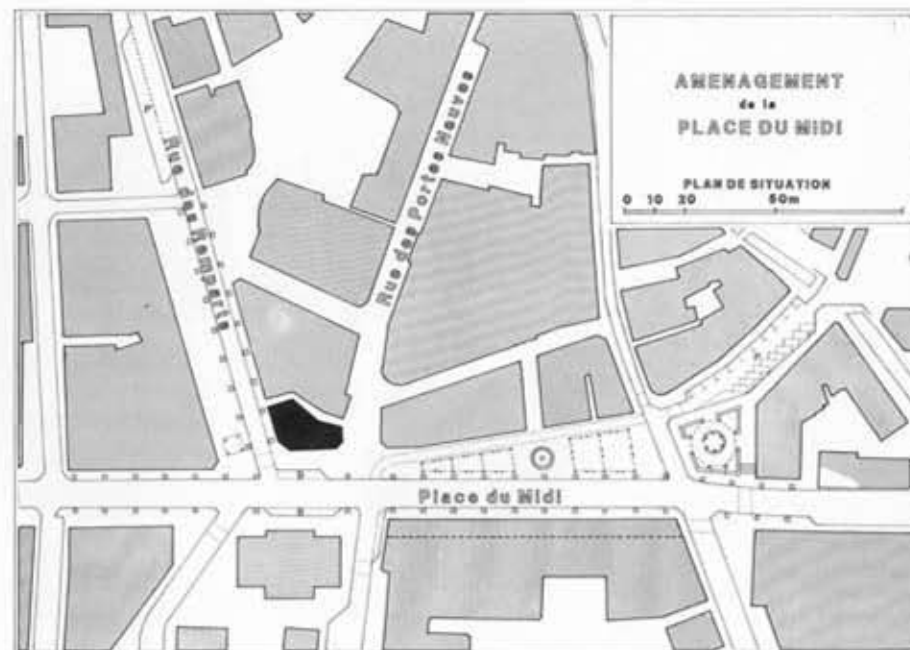 AMENAGEMENT
de la
PLACE DU MIDI
PLAN DE SITUATION
0 10 20 50m
Rue des Remparts
Rue des Portes Neuves
Place du Midi